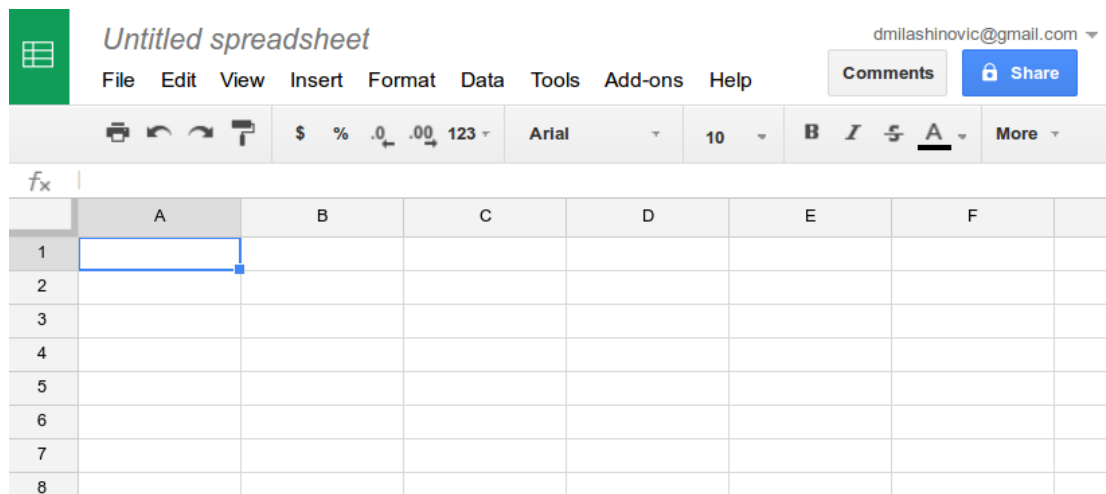 Untitled spreadsheet
dmilashinovic@gmail.com
File Edit View Insert Format Data Tools Add-ons Help
Comments Share
$ % .0 .00 123 Arial 10 B I S A More
fx
A B C D E F
1
2
3
4
5
6
7
8